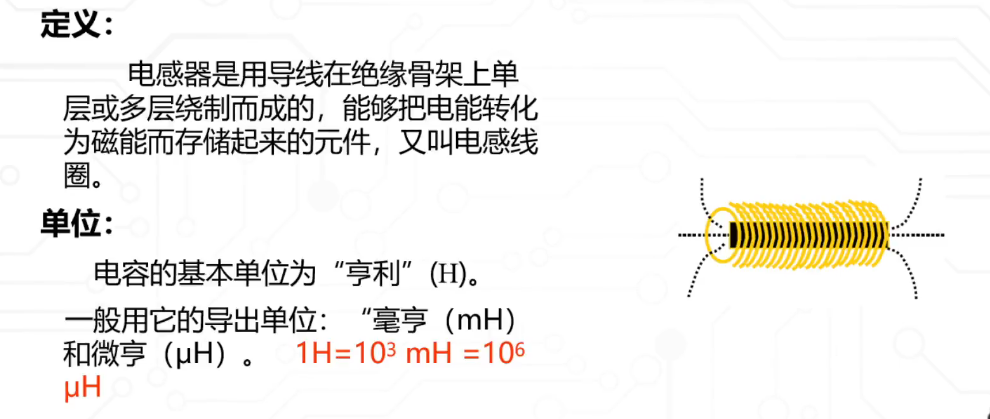 定义：
电感器是用导线在绝缘骨架上单
层或多层绕制而成的，能够把电能转化
为磁能而存储起来的元件，又叫电感线
圈。
单位：
电容的基本单位为“亨利”(H)。
一般用它的导出单位：“毫亨（mH）
和微亨（μH）。 1H=10³ mH =10⁶
μH